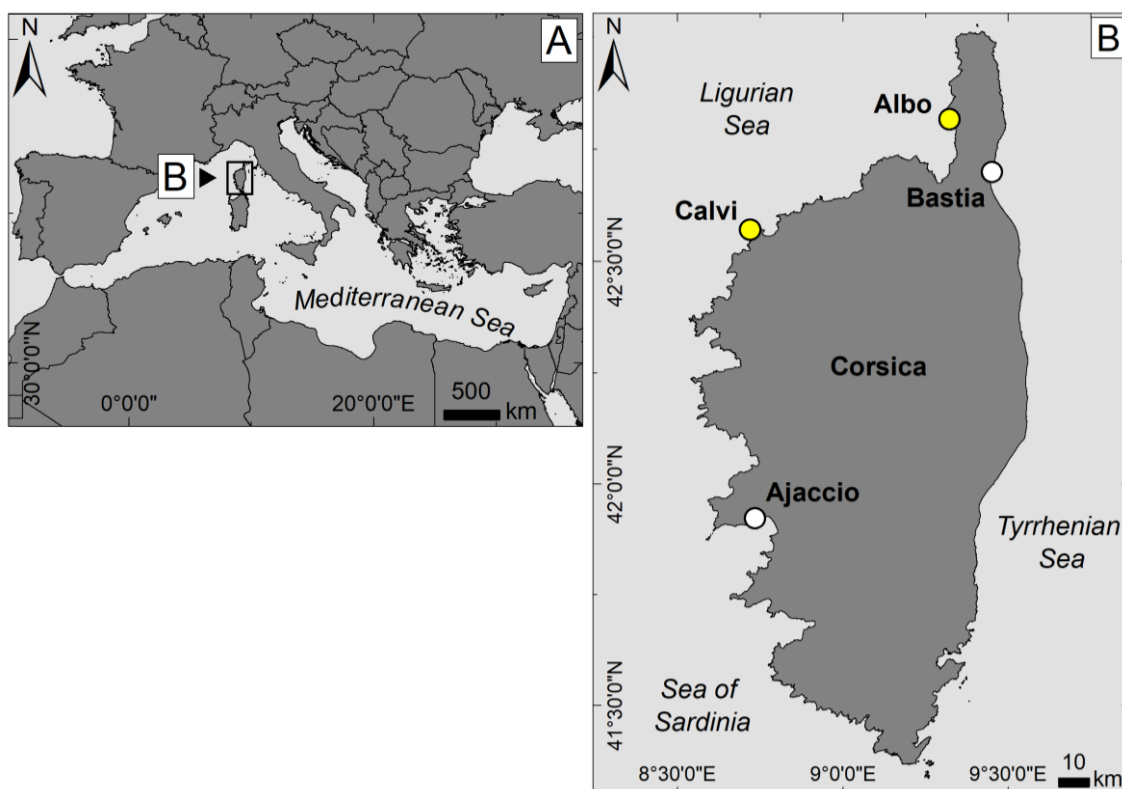 N
A
B
Mediterranean Sea
30°0'0"N
0°0'0"
20°0'0"E
500
km
N
B
Ligurian
Sea
Albo
Bastia
Calvi
42°30'0"N
Corsica
42°0'0"N
Ajaccio
Tyrrhenian
Sea
Sea of
Sardinia
41°30'0"N
8°30'0"E
9°0'0"E
9°30'0"E
10
km